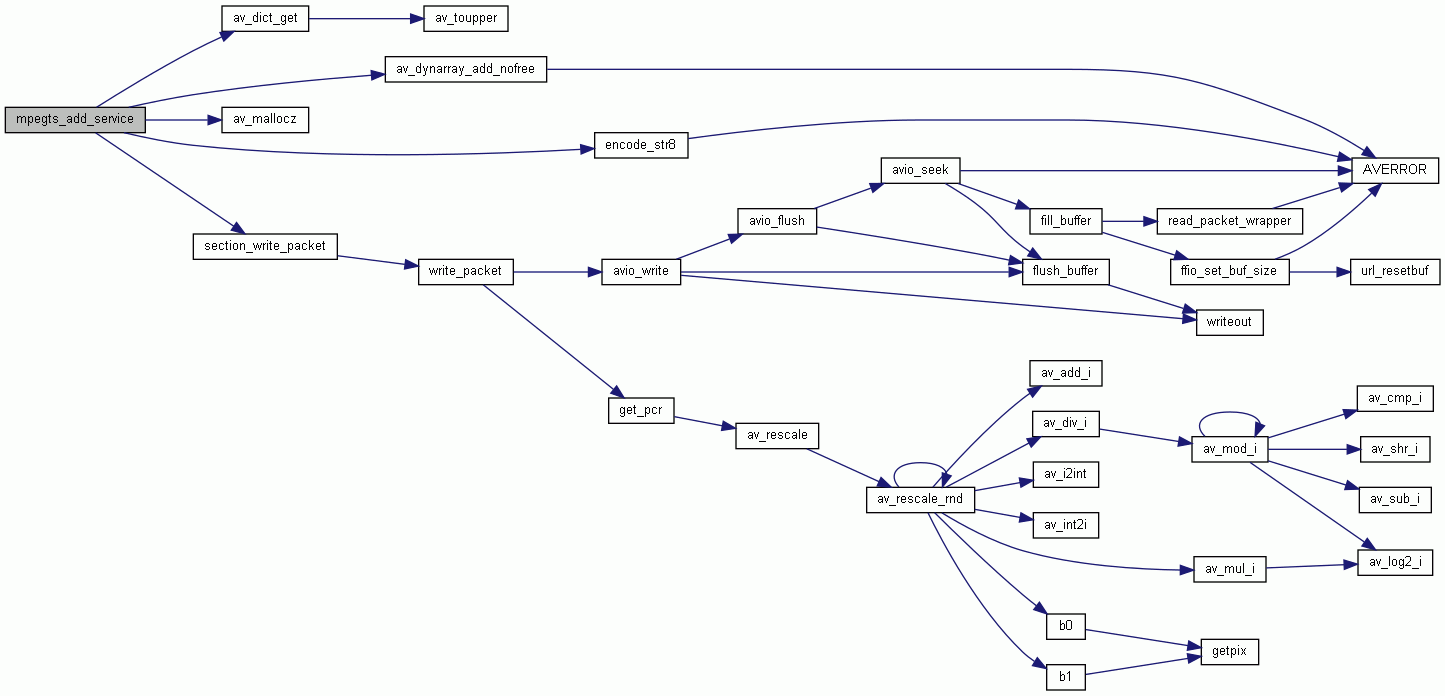 av_dict_get
av_toupper
av_dynarray_add_nofree
mpegts_add_service
av_mallocz
encode_str8
AVERROR
avio_seek
avio_flush
fill_buffer
read_packet_wrapper
section_write_packet
write_packet
avio_write
flush_buffer
ffio_set_buf_size
url_resetbuf
writeout
av_add_i
get_pcr
av_rescale
av_div_i
av_cmp_i
av_mod_i
av_shr_i
av_i2int
av_rescale_rnd
av_sub_i
av_int2i
av_mul_i
av_log2_i
b0
getpix
b1